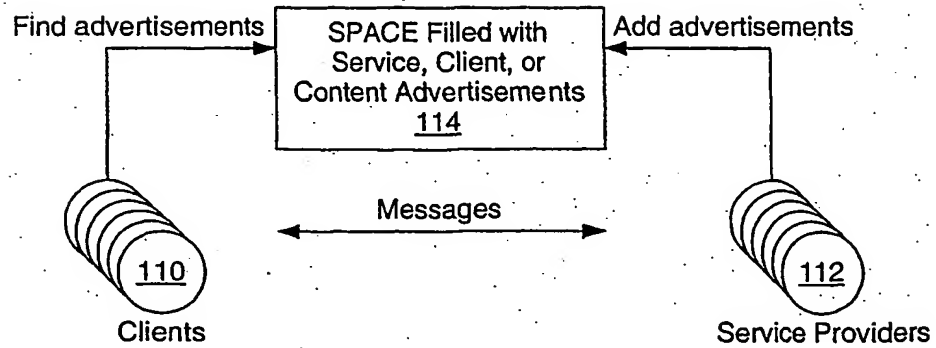 Find advertisements
SPACE Filled with
Service, Client, or
Content Advertisements
114
Add advertisements
Messages
110
Clients
112
Service Providers